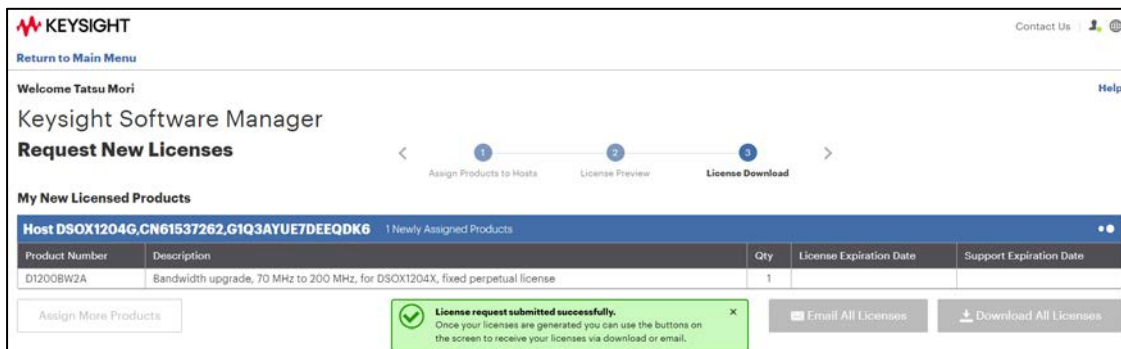 KEYSIGHT
Contact Us
Return to Main Menu
Welcome Tatsu Mori
Help
Keysight Software Manager
Request New Licenses
1 2 3
Assign Products to Hosts License Preview License Download
My New Licensed Products
Host DSOX1204G,CN61537262,G1Q3AYUE7DEEQDK6 1 Newly Assigned Products
Product Number Description Qty License Expiration Date Support Expiration Date
D1200BW2A Bandwidth upgrade, 70 MHz to 200 MHz, for DSOX1204X, fixed perpetual license 1
Assign More Products
License request submitted successfully.
Once your licenses are generated you can use the buttons on
the screen to receive your licenses via download or email.
Email All Licenses
Download All Licenses